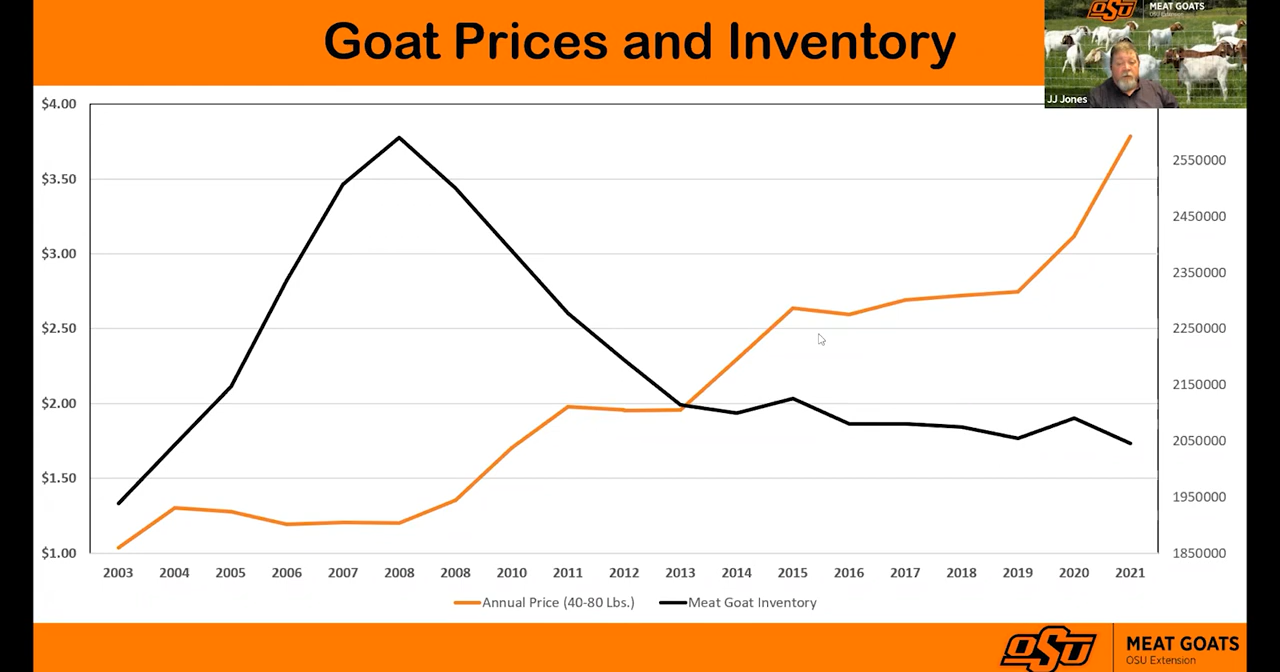 Goat Prices and Inventory
OSU
MEAT GOATS
OSU Extension
JJ Jones
$4.00
$3.50
$3.00
$2.50
$2.00
$1.50
$1.00
2550000
2450000
2350000
2250000
2150000
2050000
1950000
1850000
2003 2004 2005 2006 2007 2008 2008 2010 2011 2012 2013 2014 2015 2016 2017 2018 2019 2020 2021
Annual Price (40-80 Lbs.) Meat Goat Inventory
OSU
MEAT GOATS
OSU Extension